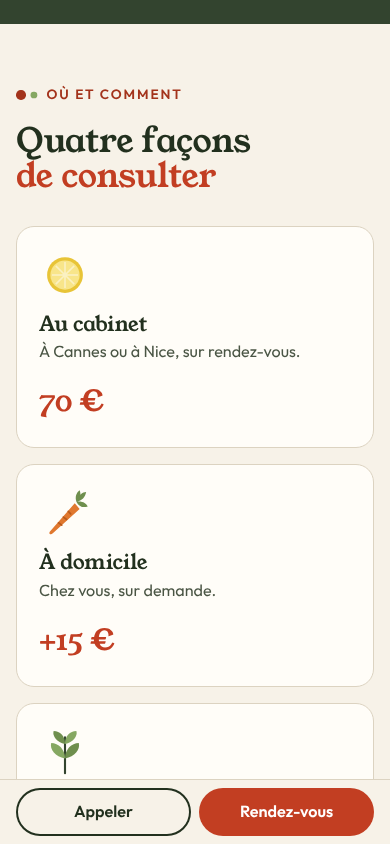 OÙ ET COMMENT
Quatre façons
de consulter
Au cabinet
À Cannes ou à Nice, sur rendez-vous.
70 €
À domicile
Chez vous, sur demande.
+15 €
Appeler
Rendez-vous